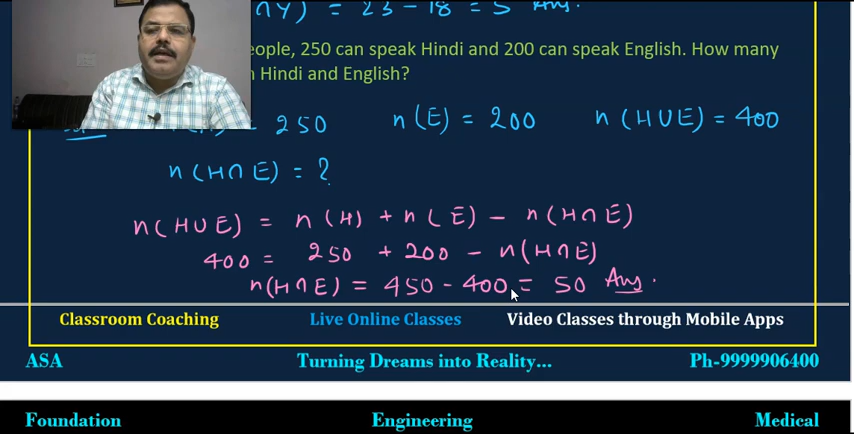 ∩Y) = 23 - 18 = 5 Ans.
eople, 250 can speak Hindi and 200 can speak English. How many
Hindi and English?
= 250 n(E) = 200 n(H∪E) = 400
n(H∩E) = ?
n(H∪E) = n(H) + n(E) - n(H∩E)
400 = 250 + 200 - n(H∩E)
n(H∩E) = 450 - 400 = 50 Ans.
Classroom Coaching Live Online Classes Video Classes through Mobile Apps
ASA Turning Dreams into Reality... Ph-9999906400
Foundation Engineering Medical